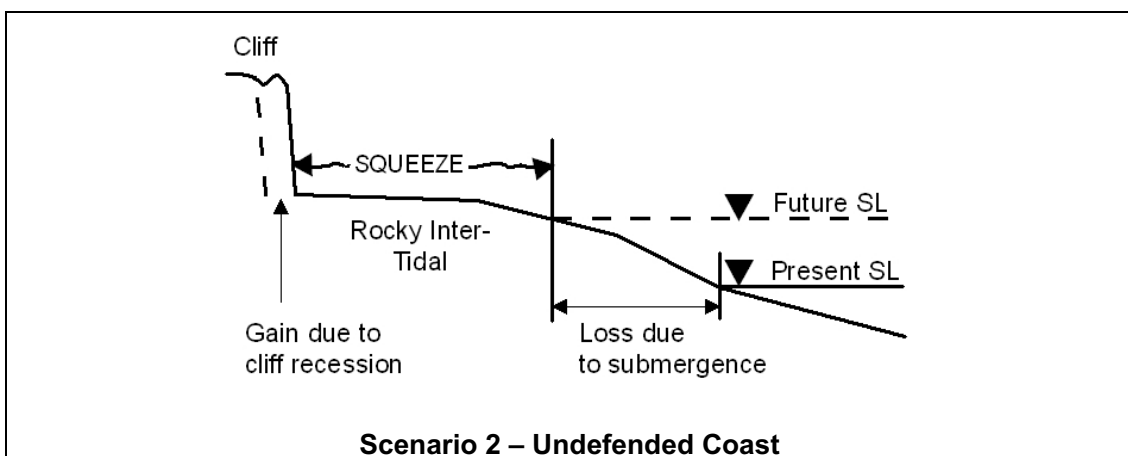 Cliff
SQUEEZE
Future SL
Rocky Inter-
Tidal
Present SL
Gain due to
cliff recession
Loss due
to submergence
Scenario 2 – Undefended Coast